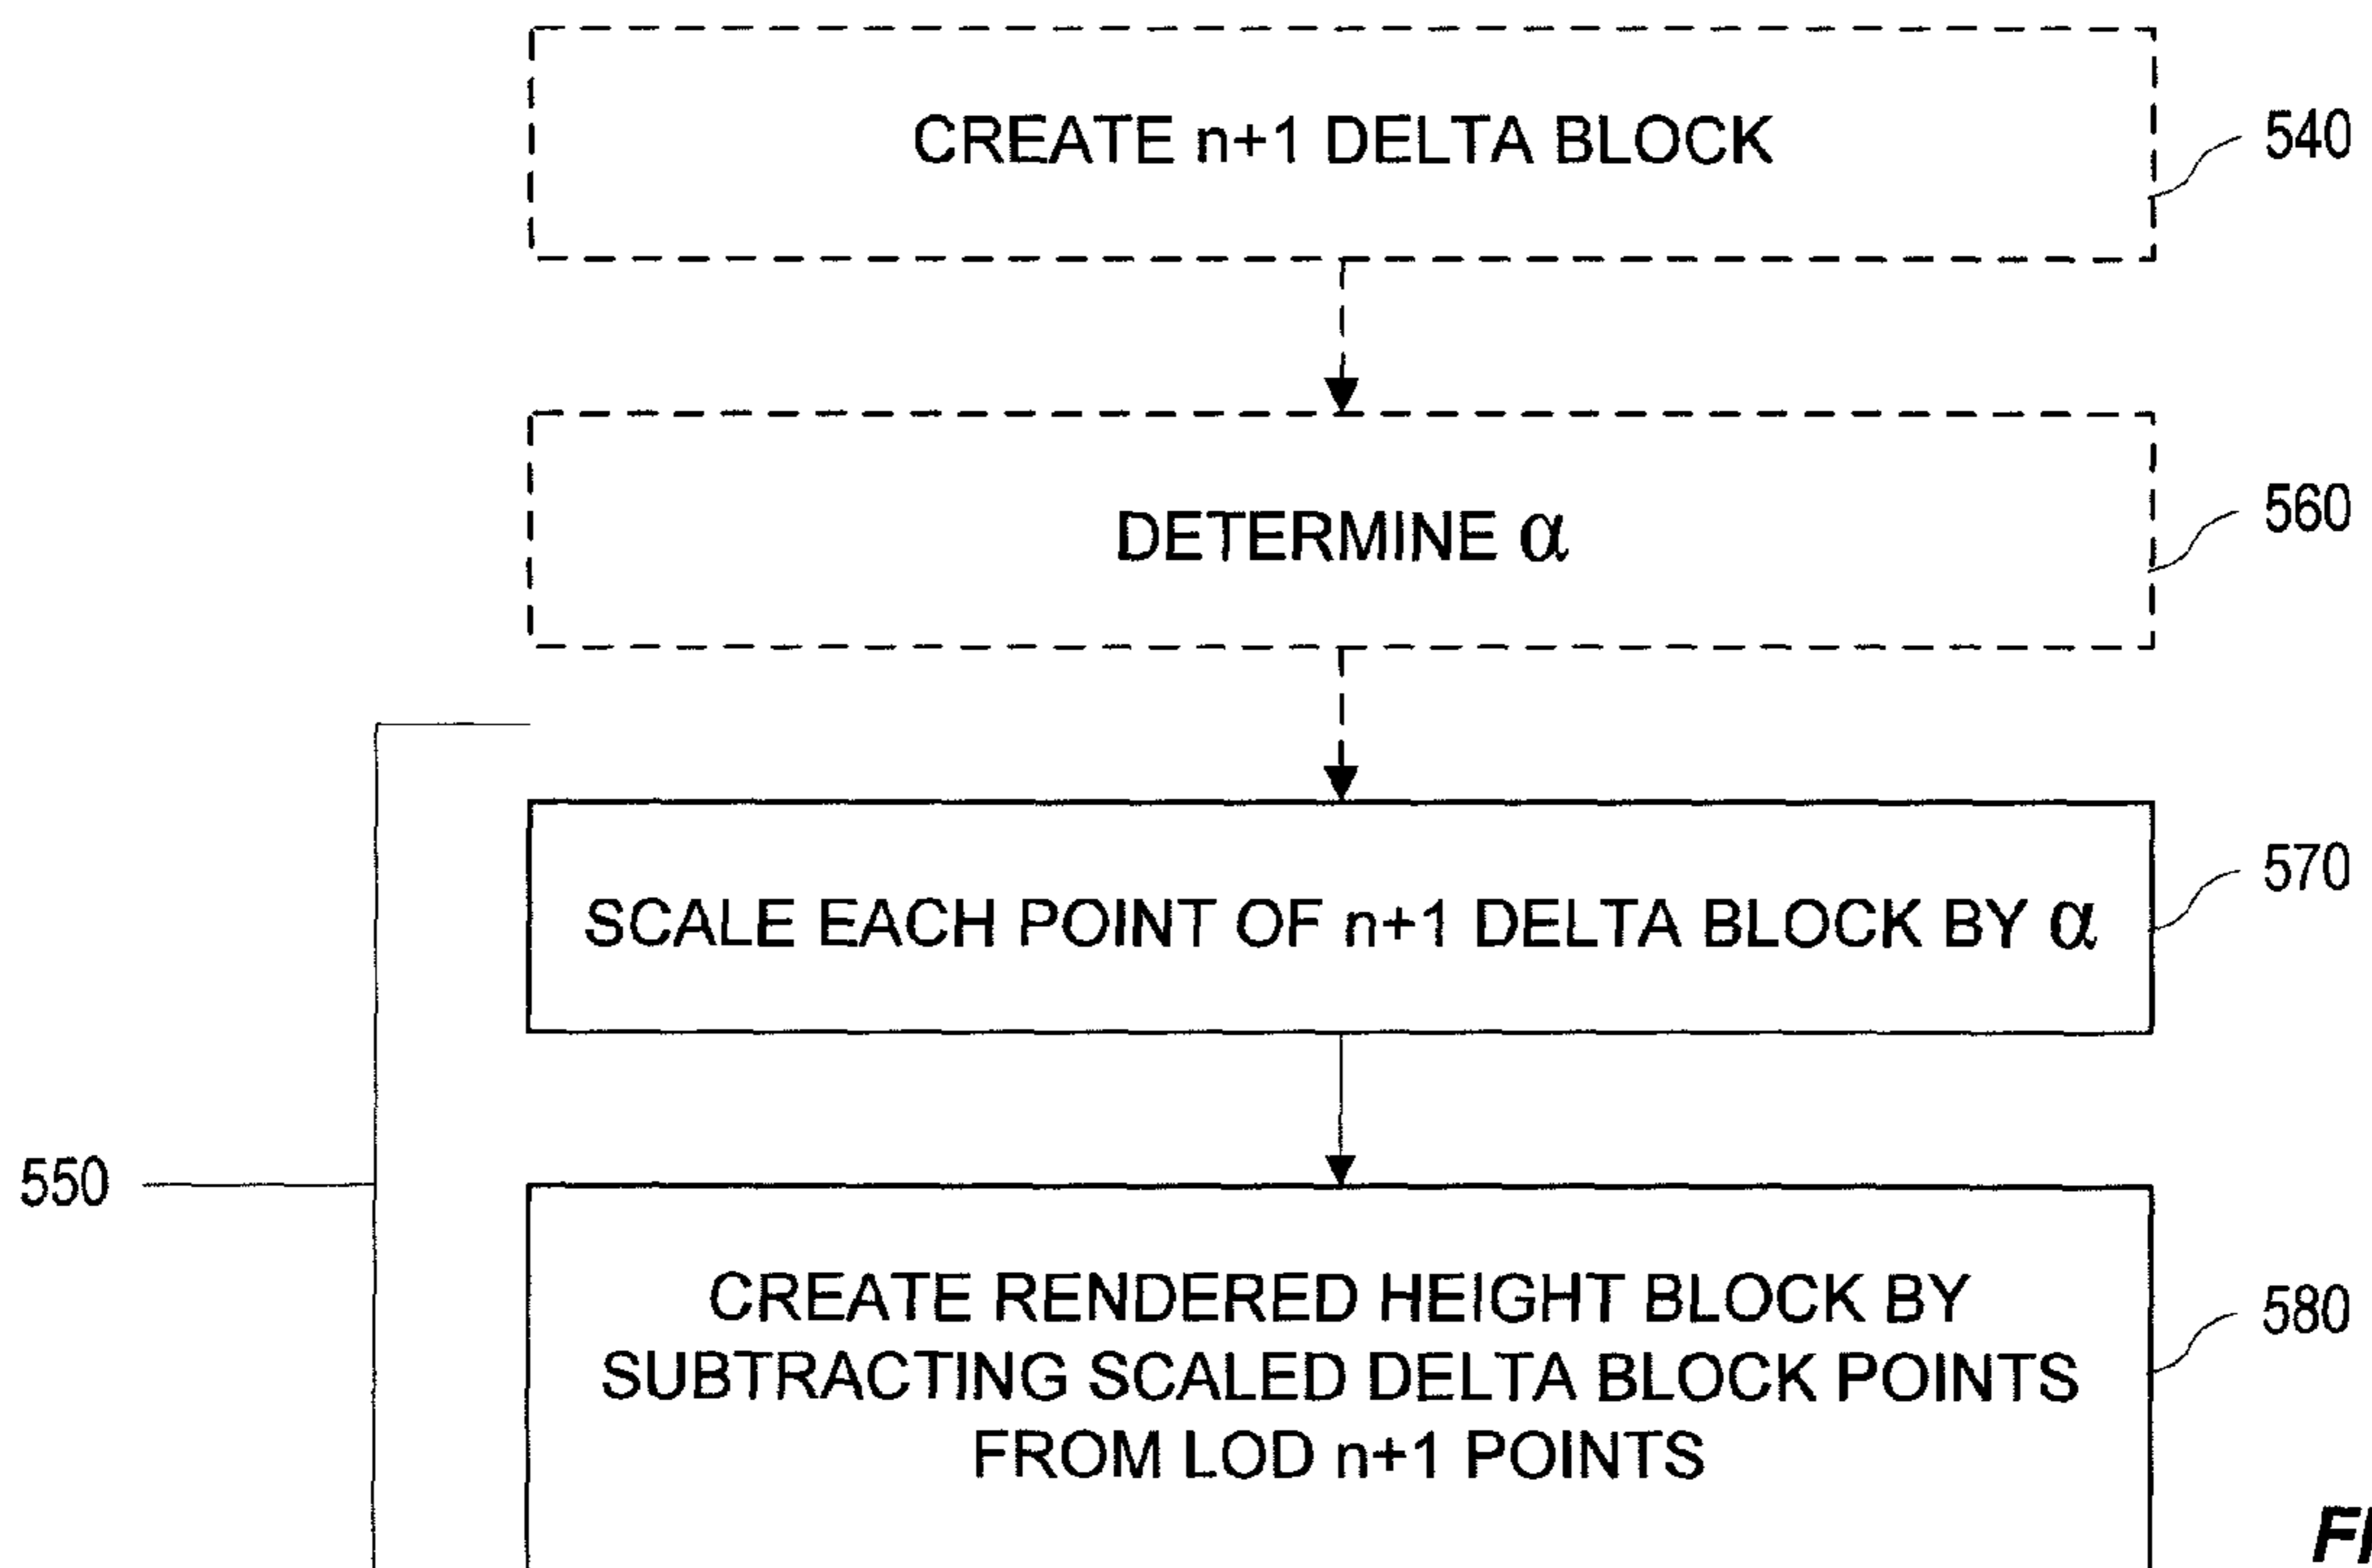 CREATE n+1 DELTA BLOCK
540
DETERMINE α
560
SCALE EACH POINT OF n+1 DELTA BLOCK BY α
570
550
CREATE RENDERED HEIGHT BLOCK BY
SUBTRACTING SCALED DELTA BLOCK POINTS
FROM LOD n+1 POINTS
580